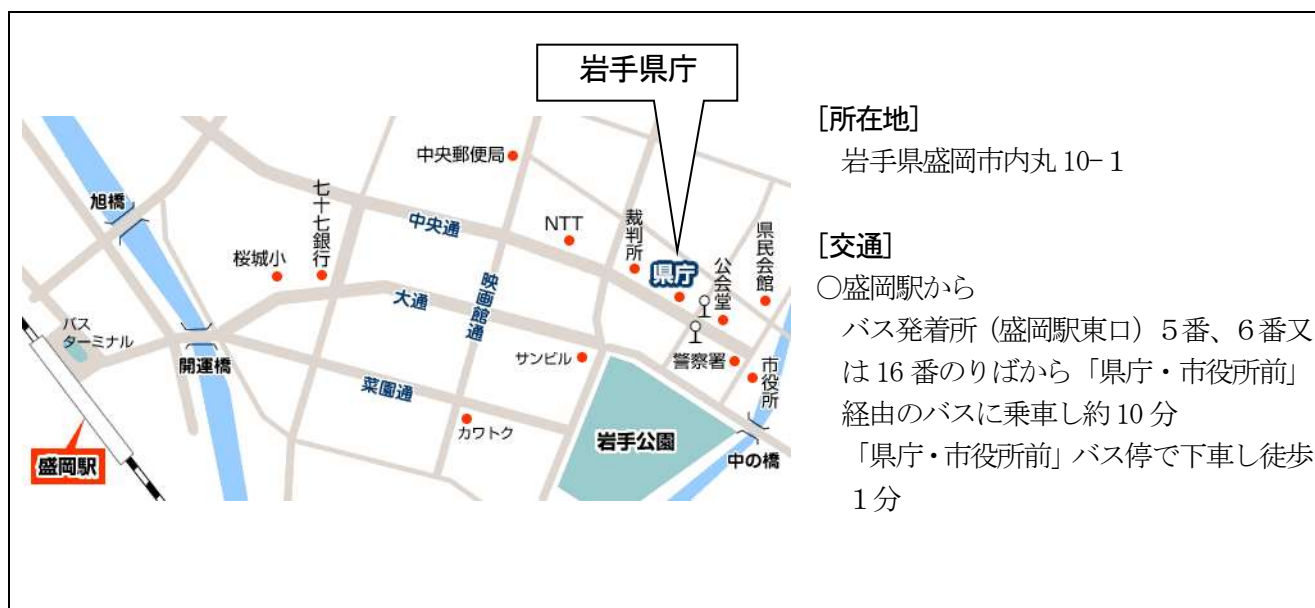 岩手県庁
中央郵便局
旭橋
七十七銀行
中央通
NTT
裁判所
県庁
公会堂
県民会館
桜城小
大通
映画館通
バス
ターミナル
開運橋
サンビル
警察署
市役所
菜園通
カワトク
岩手公園
中の橋
盛岡駅
[所在地]
岩手県盛岡市内丸 10-１
[交通]
○盛岡駅から
バス発着所（盛岡駅東口）５番、６番又
は 16 番のりばから「県庁・市役所前」
経由のバスに乗車し約 10 分
「県庁・市役所前」バス停で下車し徒歩
１分